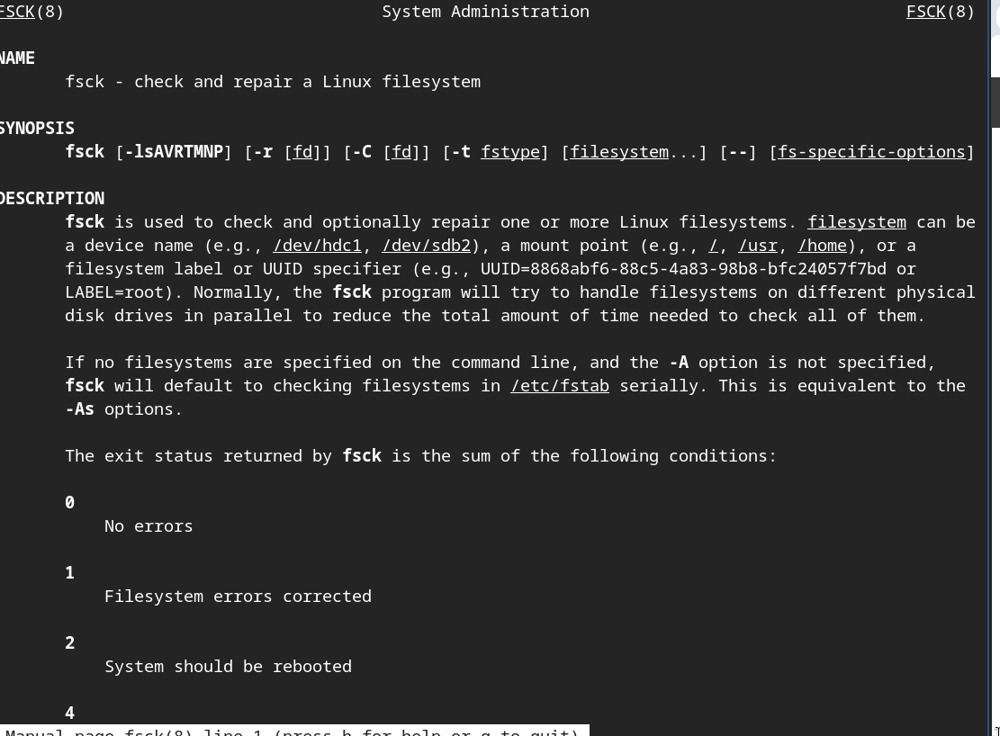 FSCK(8) System Administration FSCK(8)
NAME
fsck - check and repair a Linux filesystem
SYNOPSIS
fsck [-lsAVRTMNP] [-r [fd]] [-C [fd]] [-t fstype] [filesystem...] [--] [fs-specific-options]
DESCRIPTION
fsck is used to check and optionally repair one or more Linux filesystems. filesystem can be
a device name (e.g., /dev/hdc1, /dev/sdb2), a mount point (e.g., /, /usr, /home), or a
filesystem label or UUID specifier (e.g., UUID=8868abf6-88c5-4a83-98b8-bfc24057f7bd or
LABEL=root). Normally, the fsck program will try to handle filesystems on different physical
disk drives in parallel to reduce the total amount of time needed to check all of them.
If no filesystems are specified on the command line, and the -A option is not specified,
fsck will default to checking filesystems in /etc/fstab serially. This is equivalent to the
-As options.
The exit status returned by fsck is the sum of the following conditions:
0
No errors
1
Filesystem errors corrected
2
System should be rebooted
4
Manual page fsck(8) line 1 (press h for help or q to quit)